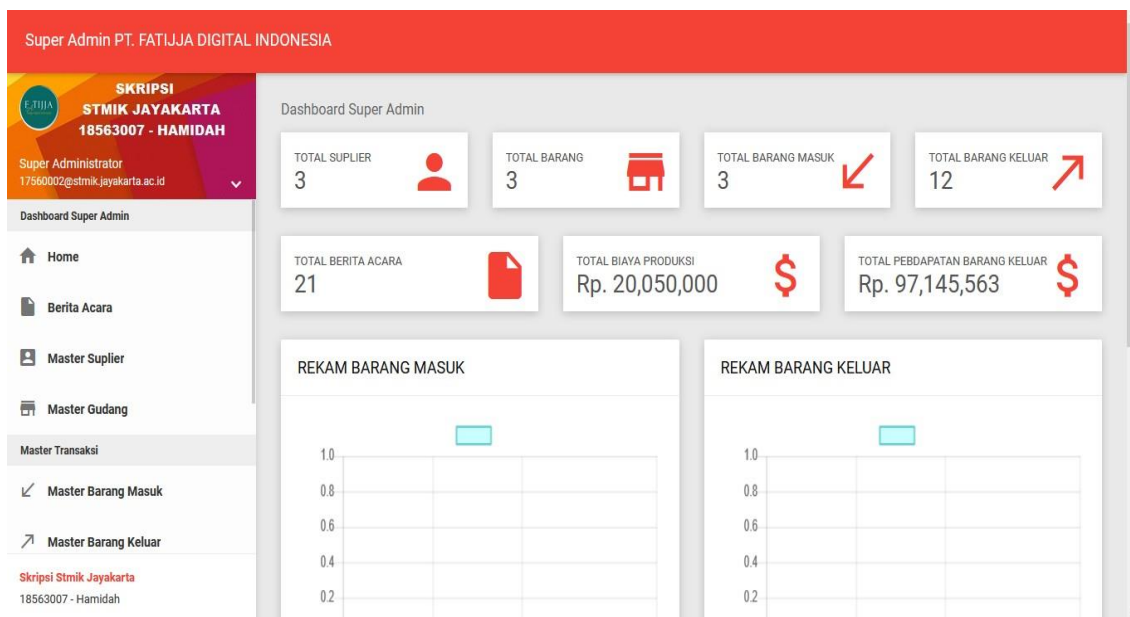 Super Admin PT. FATIJJA DIGITAL INDONESIA
SKRIPSI
STMIK JAYAKARTA
18563007 - HAMIDAH
Super Administrator
17560002@stmik.jayakarta.ac.id
Dashboard Super Admin
Home
Berita Acara
Master Suplier
Master Gudang
Master Transaksi
Master Barang Masuk
Master Barang Keluar
Skripsi Stmik Jayakarta
18563007 - Hamidah
Dashboard Super Admin
TOTAL SUPLIER
3
TOTAL BARANG
3
TOTAL BARANG MASUK
3
TOTAL BARANG KELUAR
12
TOTAL BERITA ACARA
21
TOTAL BIAYA PRODUKSI
Rp. 20,050,000
TOTAL PEBDAPATAN BARANG KELUAR
Rp. 97,145,563
REKAM BARANG MASUK
1.0
0.8
0.6
0.4
0.2
REKAM BARANG KELUAR
1.0
0.8
0.6
0.4
0.2